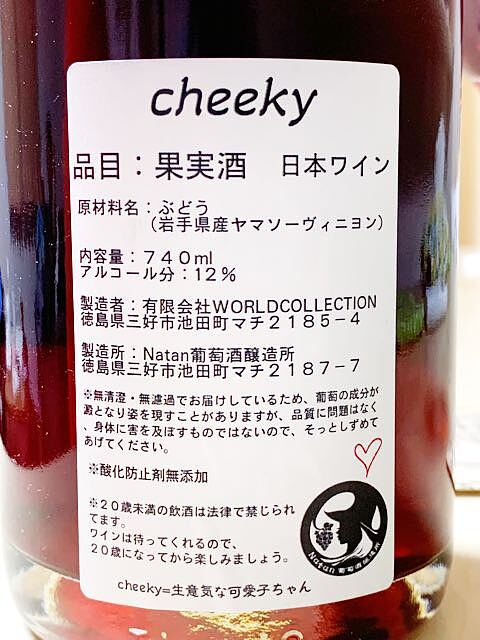 cheeky
品目：果実酒　日本ワイン
原材料名：ぶどう
（岩手県産ヤマソーヴィニヨン）
内容量：７４０ml
アルコール分：１２％
製造者：有限会社WORLDCOLLECTION
徳島県三好市池田町マチ２１８５－４
製造所：Natan葡萄酒醸造所
徳島県三好市池田町マチ２１８７－７
※無清澄・無濾過でお届けしているため、葡萄の成分が
澱となり姿を現すことがありますが、品質に問題はなく
、身体に害を及ぼすものではないので、そっとしずめて
あげてください。
※酸化防止剤無添加
※２０歳未満の飲酒は法律で禁じられ
てます。
ワインは待ってくれるので、
２０歳になってから楽しみましょう。
Natan 葡萄酒醸造所
cheeky=生意気な可愛子ちゃん